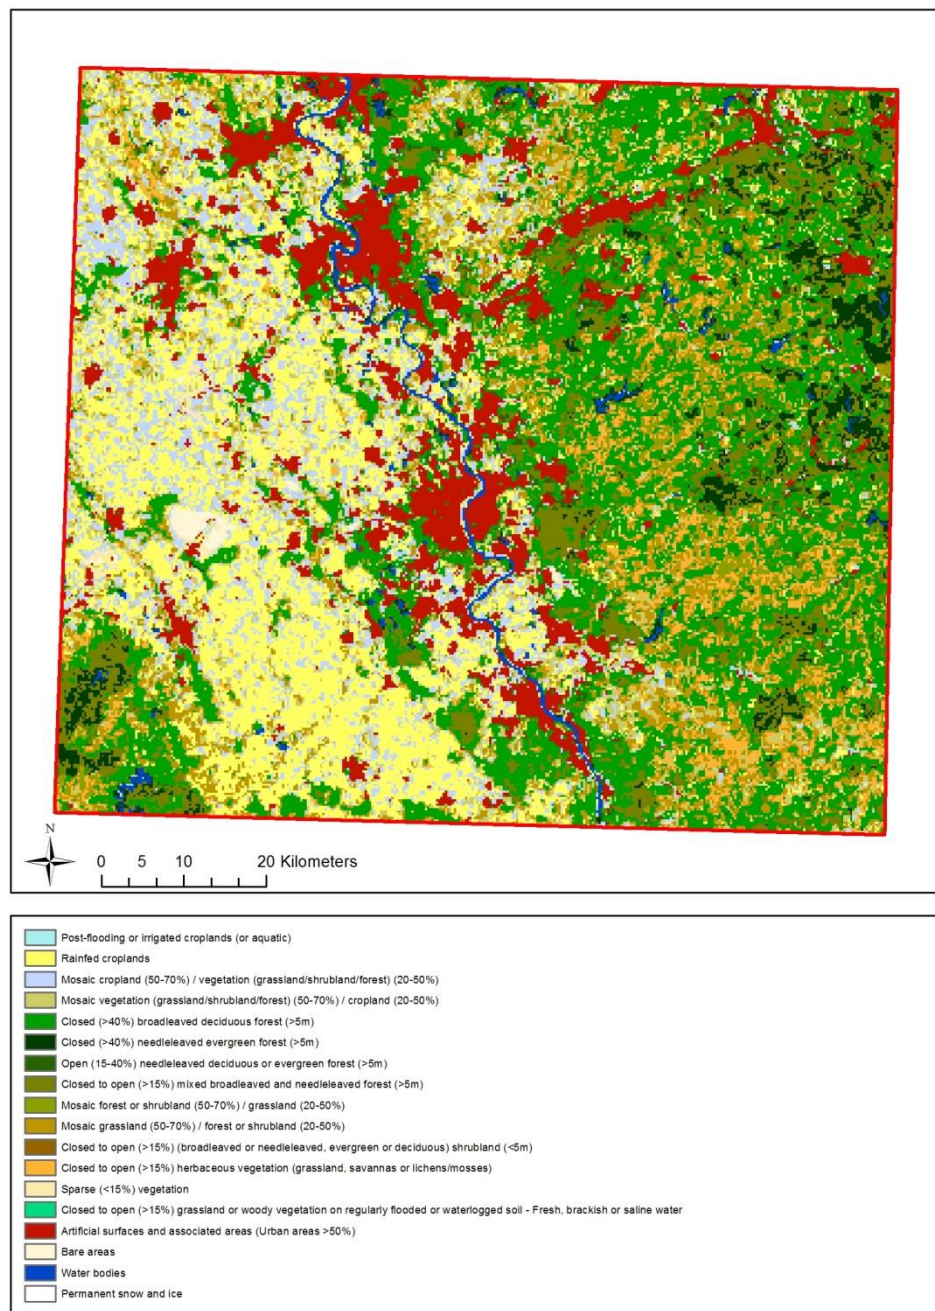 N
0 5 10 20 Kilometers
Post-flooding or irrigated croplands (or aquatic)
Rainfed croplands
Mosaic cropland (50-70%) / vegetation (grassland/shrubland/forest) (20-50%)
Mosaic vegetation (grassland/shrubland/forest) (50-70%) / cropland (20-50%)
Closed (>40%) broadleaved deciduous forest (>5m)
Closed (>40%) needleleaved evergreen forest (>5m)
Open (15-40%) needleleaved deciduous or evergreen forest (>5m)
Closed to open (>15%) mixed broadleaved and needleleaved forest (>5m)
Mosaic forest or shrubland (50-70%) / grassland (20-50%)
Mosaic grassland (50-70%) / forest or shrubland (20-50%)
Closed to open (>15%) (broadleaved or needleleaved, evergreen or deciduous) shrubland (<5m)
Closed to open (>15%) herbaceous vegetation (grassland, savannas or lichens/mosses)
Sparse (<15%) vegetation
Closed to open (>15%) grassland or woody vegetation on regularly flooded or waterlogged soil - Fresh, brackish or saline water
Artificial surfaces and associated areas (Urban areas >50%)
Bare areas
Water bodies
Permanent snow and ice